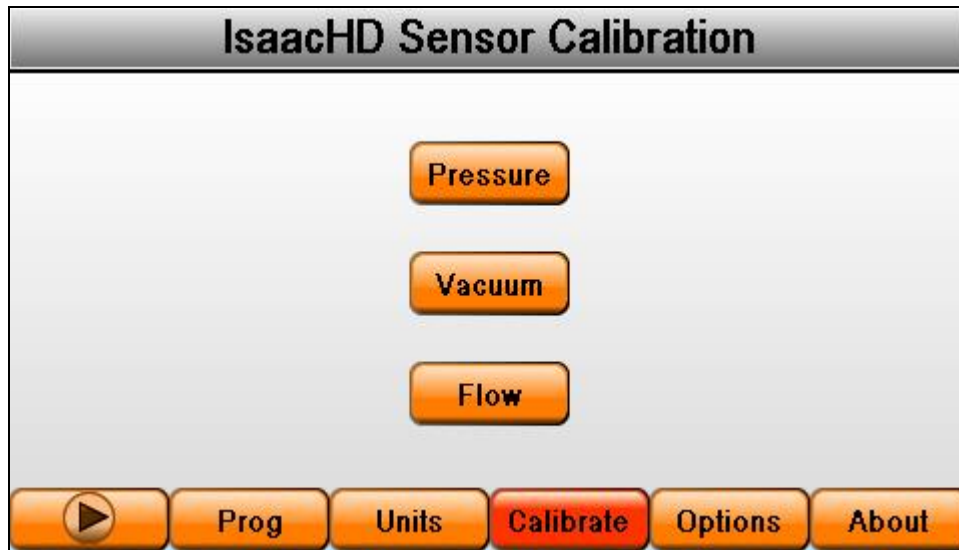 IsaacHD Sensor Calibration
Pressure
Vacuum
Flow
Prog Units Calibrate Options About